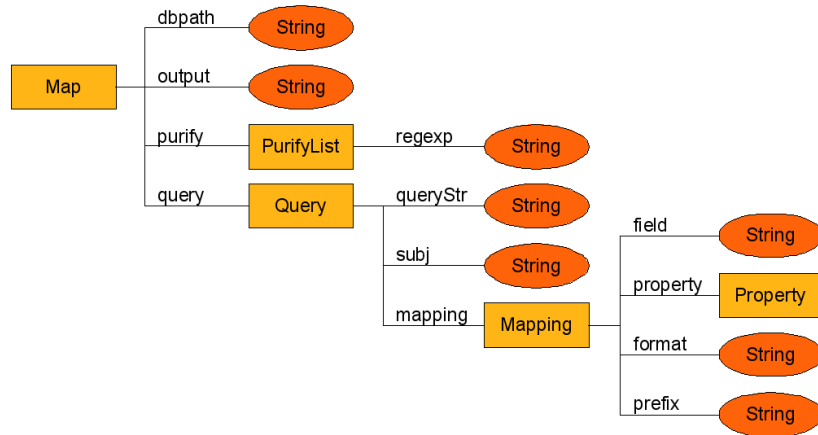 dbpath String
Map output String
purify PurifyList regexp String
query Query queryStr String
field String
subj String
property Property
mapping Mapping
format String
prefix String